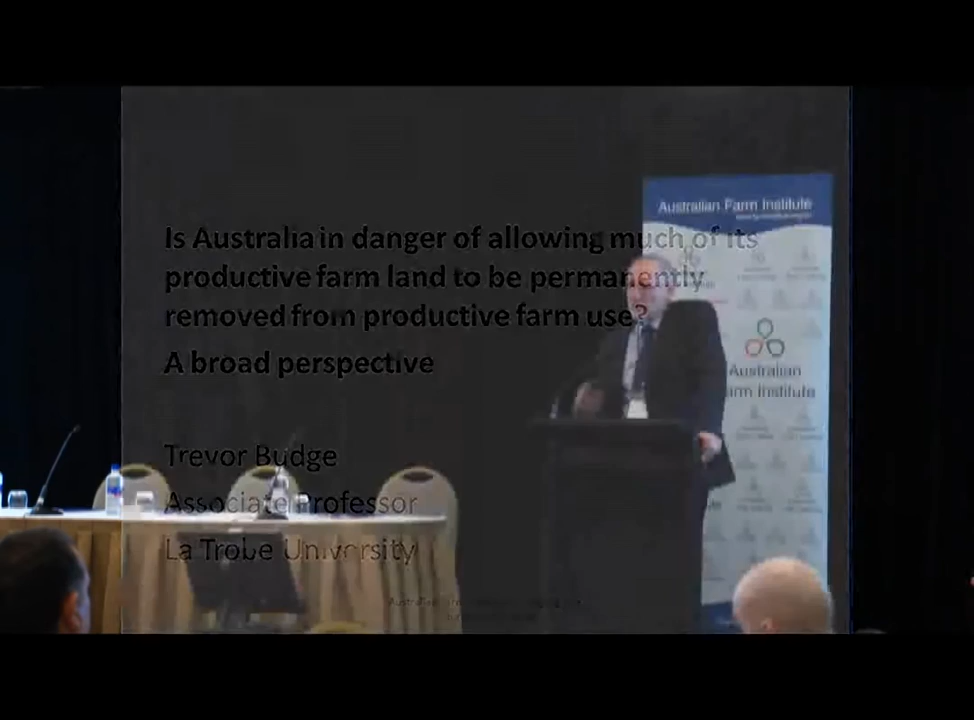 Is Australia in danger of allowing much of its
productive farm land to be permanently
removed from productive farm use?
A broad perspective
Trevor Budge
Associate Professor
La Trobe University
Australian Farm Institute
Australian
arm Institute